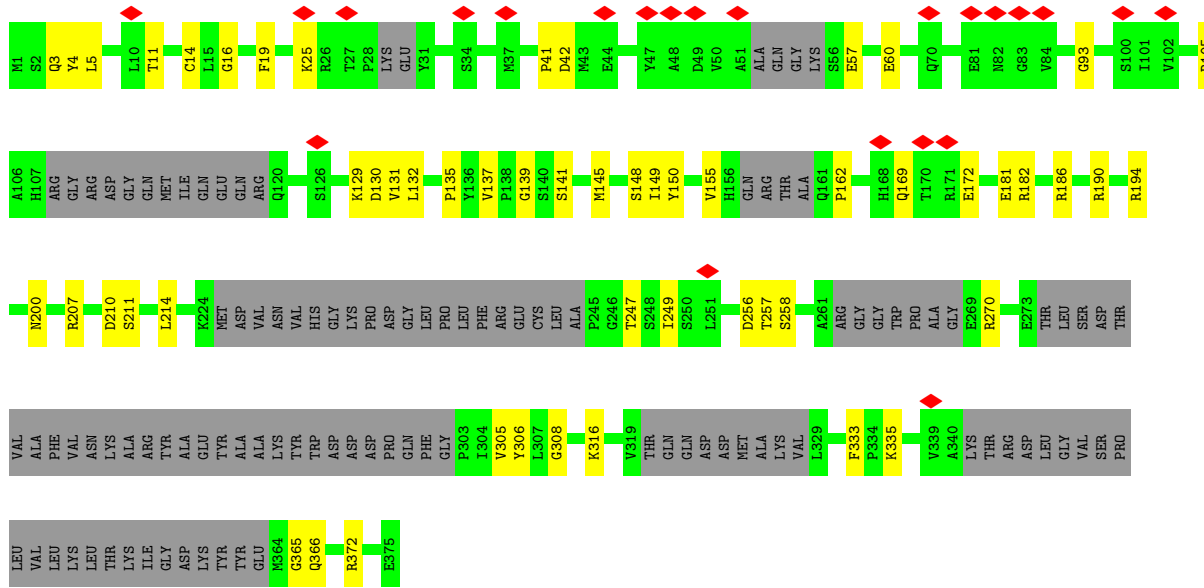 M1 S2 Q3 Y4 L5 L10 T11 C14 L15 G16 F19 K25 R26 T27 P28 LYS GLU Y31 S34 M37 P41 D42 M43 E44 Y47 A48 D49 V50 A51 ALA GLN GLY LYS S56 E57 E60 Q70 E81 N82 G83 V84 G93 S100 I101 V102
A106 H107 ARG GLY ARG ASP GLY GLN MET ILE GLN GLU GLN ARG Q120 S126 K129 D130 V131 L132 P135 Y136 V137 P138 G139 S140 S141 M145 S148 I149 Y150 V155 H156 GLN ARG THR ALA Q161 P162 H168 Q169 T170 R171 E172 E181 R182 R186 R190 R194
N200 R207 D210 S211 L214 K224 MET ASP VAL ASN VAL HIS GLY LYS PRO ASP GLY LEU PRO LEU PHE ARG GLU CYS LEU ALA P245 G246 T247 S248 I249 S250 L251 D256 T257 S258 A261 ARG GLY GLY TRP PRO ALA GLY E269 R270 E273 THR LEU SER ASP THR
VAL ALA PHE VAL ASN LYS ALA ARG TYR ALA GLU TYR ALA ALA LYS TYR TRP ASP ASP ASP PRO GLN PHE GLY P303 I304 V305 Y306 L307 G308 K316 V319 THR GLN GLN ASP ASP MET ALA LYS VAL L329 F333 P334 K335 V339 A340 LYS THR ARG ASP LEU GLY VAL SER PRO
LEU VAL LEU LYS LEU THR LYS ILE GLY ASP LYS TYR TYR GLU M364 G365 Q366 R372 E375